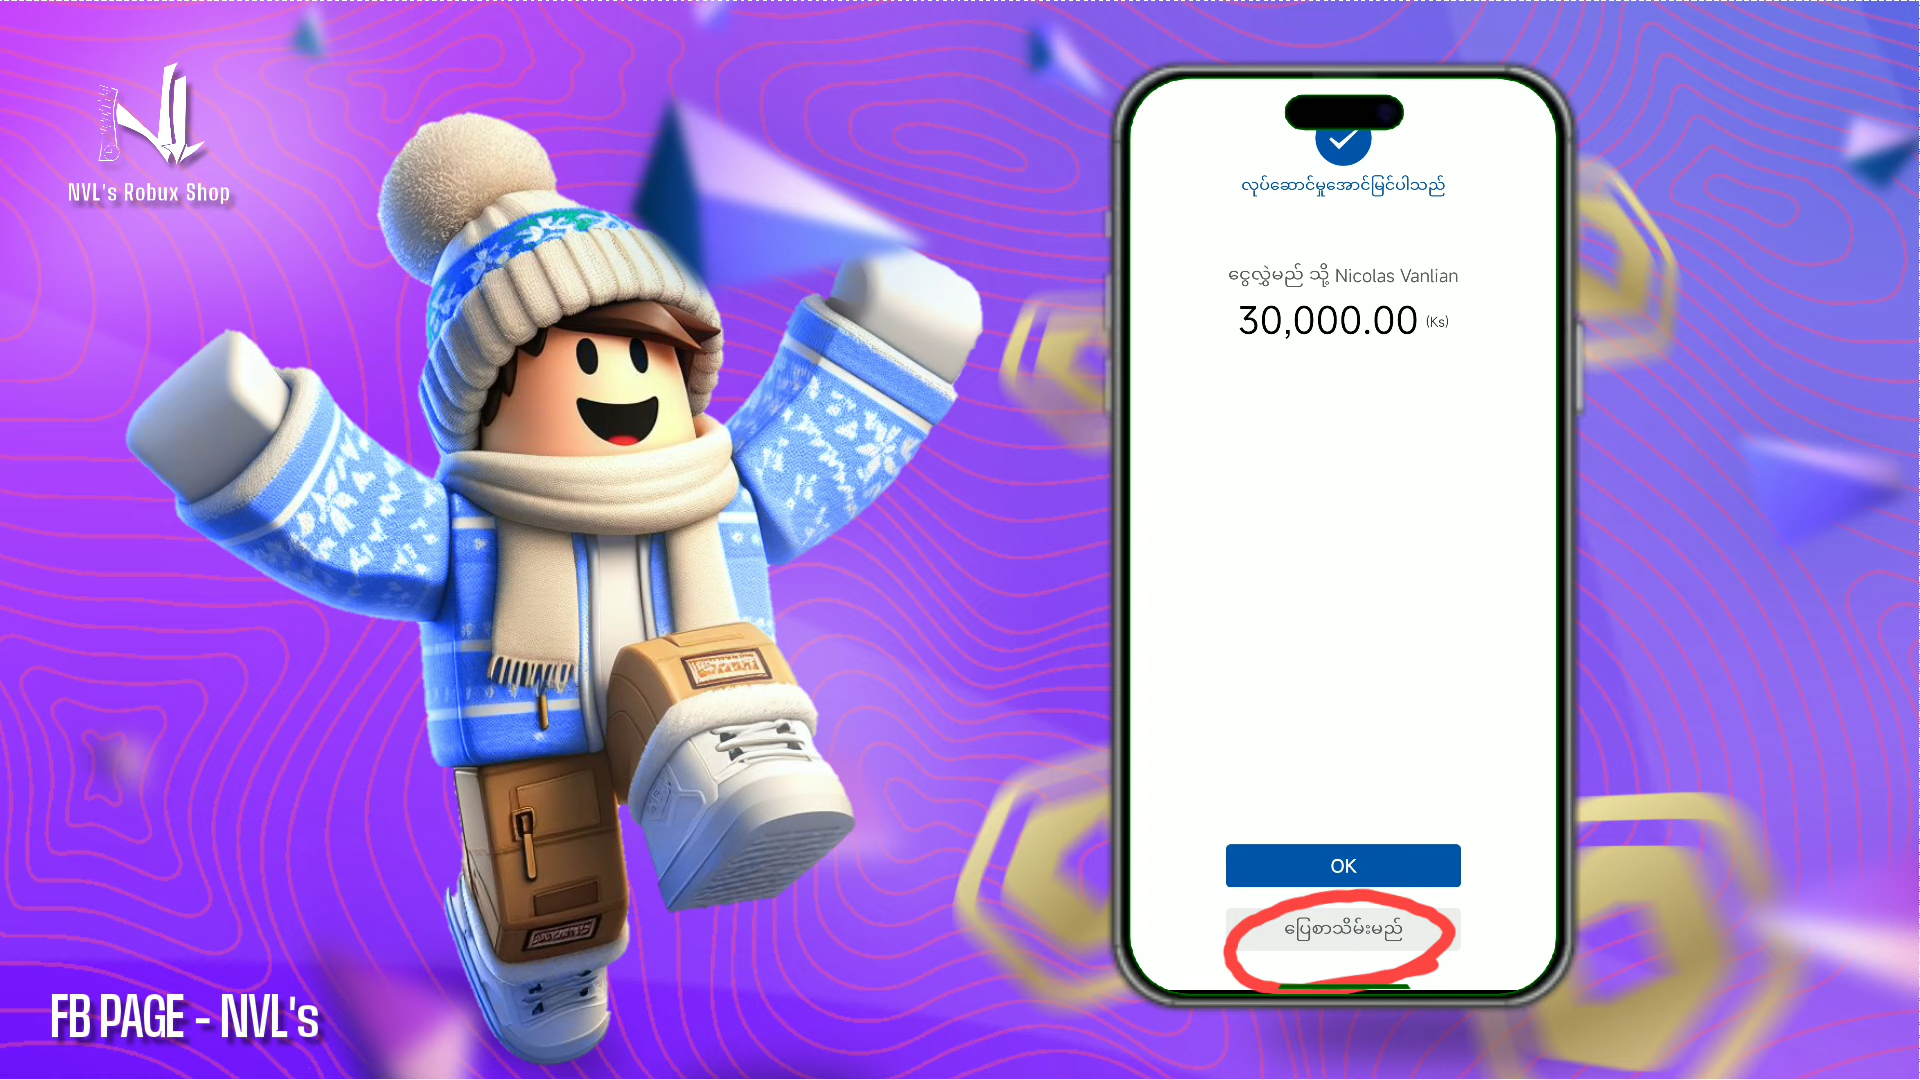 NVL's Robux Shop
လုပ်ဆောင်မှုအောင်မြင်ပါသည်
ငွေလွှဲမည် သို့ Nicolas Vanlian
30,000.00 (Ks)
OK
ပြေစာသိမ်းမည်
FB PAGE - NVL's